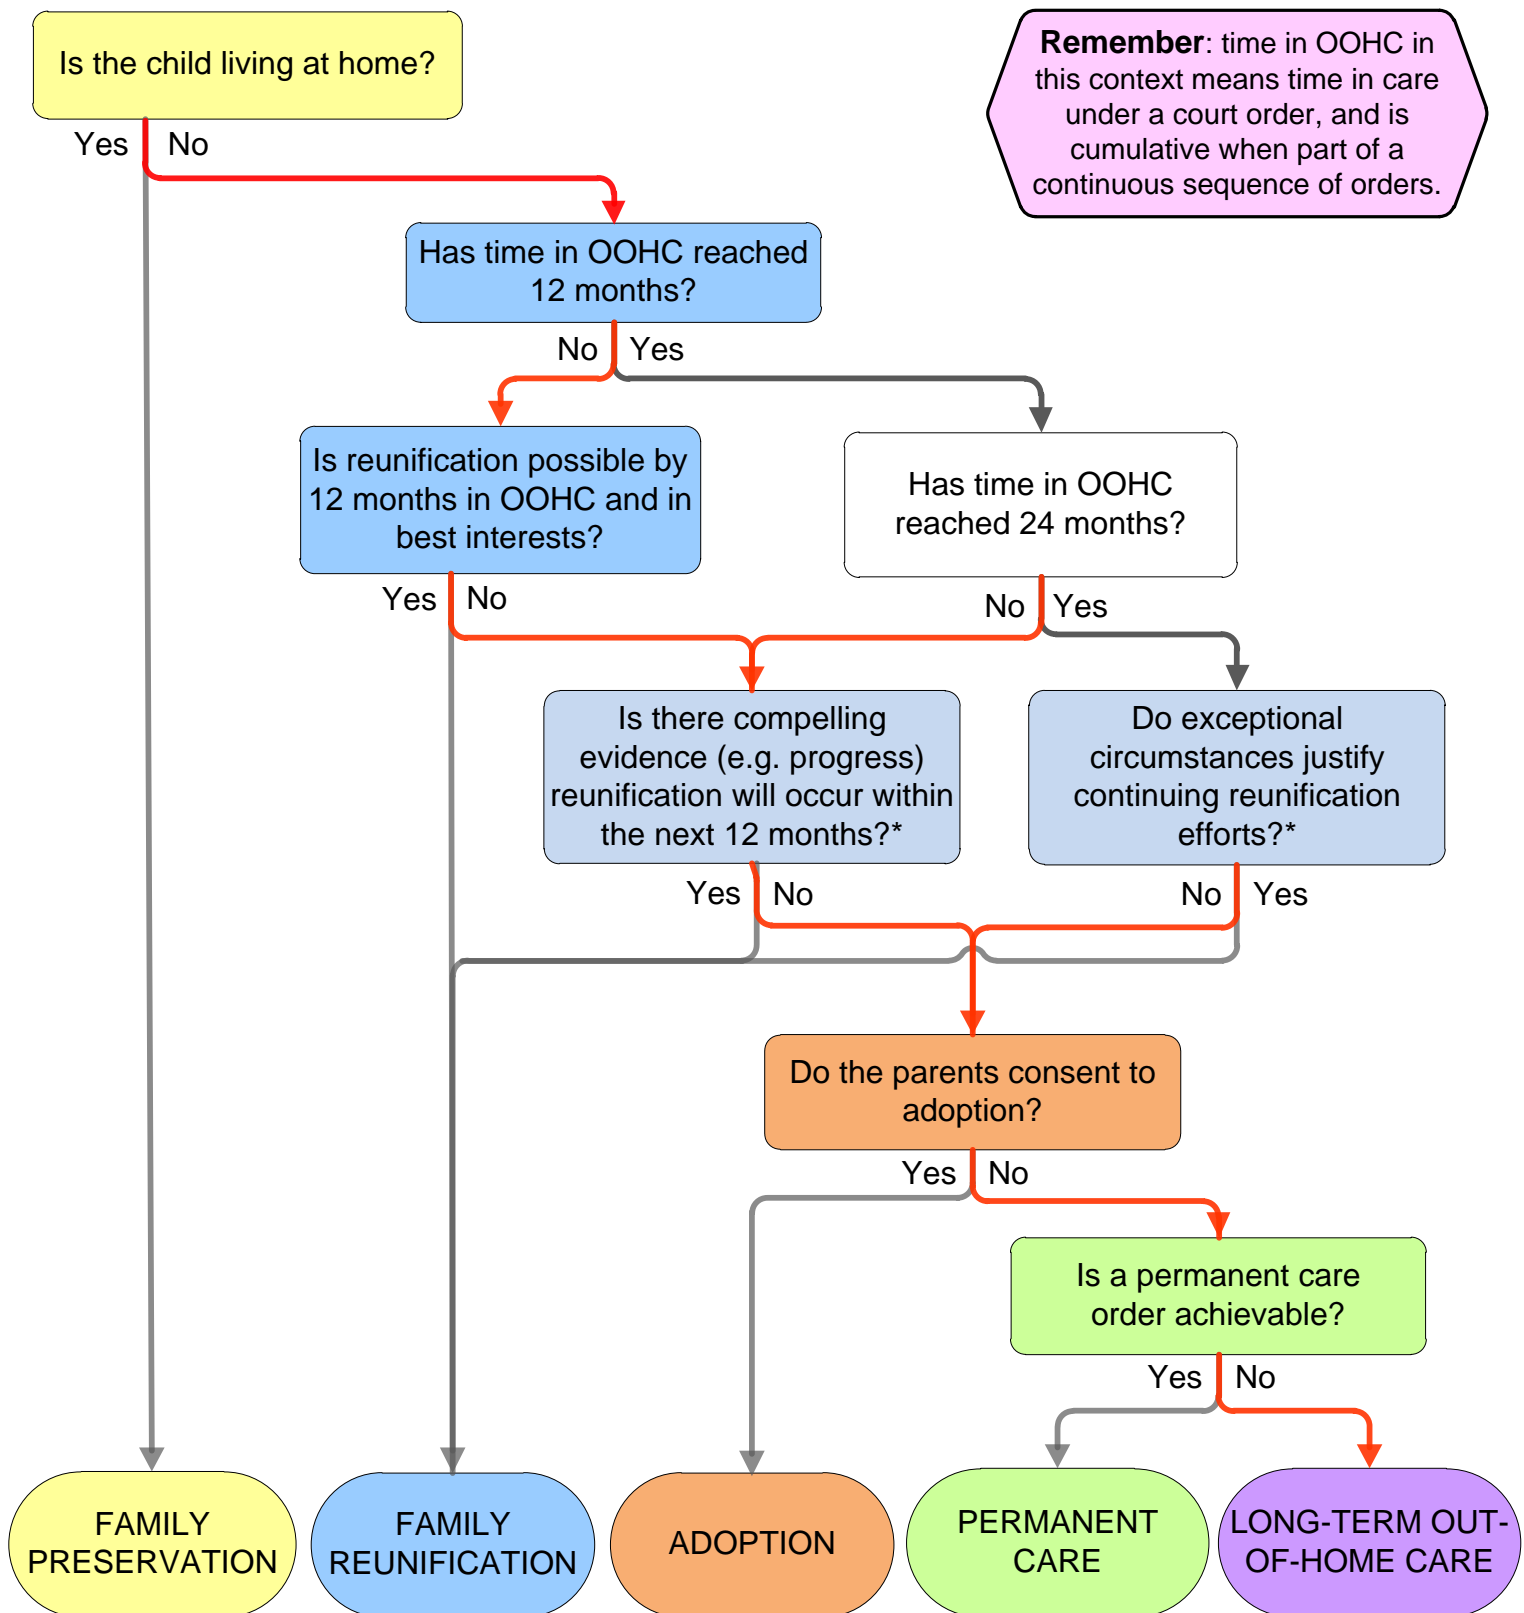 Is the child living at home?
Remember: time in OOHC in
this context means time in care
under a court order, and is
cumulative when part of a
continuous sequence of orders.
Yes
No
Has time in OOHC reached
12 months?
No
Yes
Is reunification possible by
12 months in OOHC and in
best interests?
Has time in OOHC
reached 24 months?
Yes
No
No
Yes
Is there compelling
evidence (e.g. progress)
reunification will occur within
the next 12 months?*
Do exceptional
circumstances justify
continuing reunification
efforts?*
Yes
No
No
Yes
Do the parents consent to
adoption?
Yes
No
Is a permanent care
order achievable?
Yes
No
FAMILY
PRESERVATION
FAMILY
REUNIFICATION
ADOPTION
PERMANENT
CARE
LONG-TERM OUT-
OF-HOME CARE